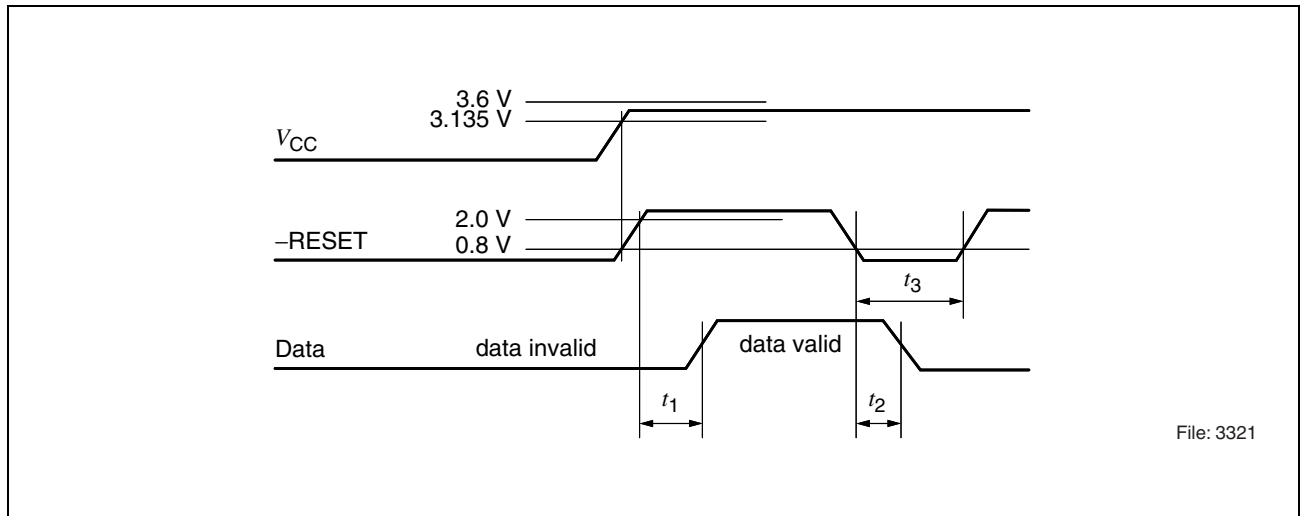 3.6 V
3.135 V
VCC
2.0 V
–RESET
0.8 V
t3
Data
data invalid
data valid
t1
t2
File: 3321